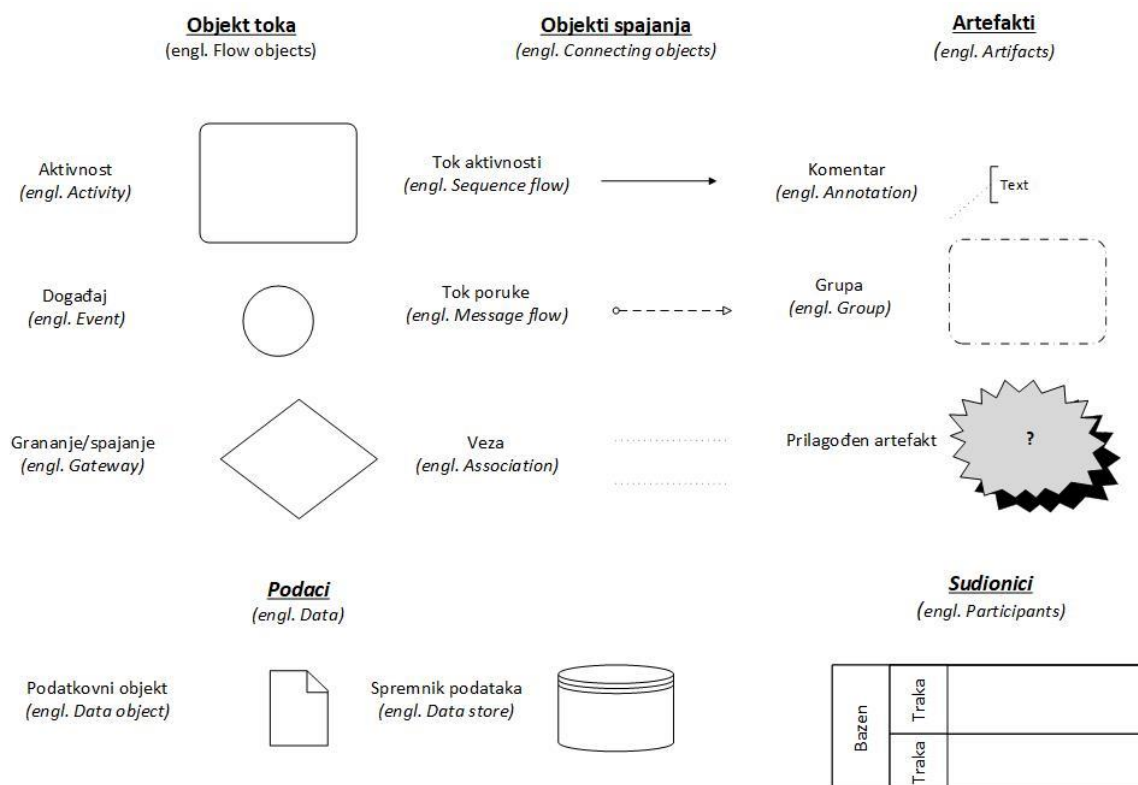 Objekt toka
(engl. Flow objects)
Objekti spajanja
(engl. Connecting objects)
Artefakti
(engl. Artifacts)
Aktivnost
(engl. Activity)
Tok aktivnosti
(engl. Sequence flow)
Komentar
(engl. Annotation)
Text
Događaj
(engl. Event)
Tok poruke
(engl. Message flow)
Grupa
(engl. Group)
Grananje/spajanje
(engl. Gateway)
Veza
(engl. Association)
Prilagođen artefakt
?
Podaci
(engl. Data)
Sudionici
(engl. Participants)
Podatkovni objekt
(engl. Data object)
Spremnik podataka
(engl. Data store)
Bazen
Traka
Traka